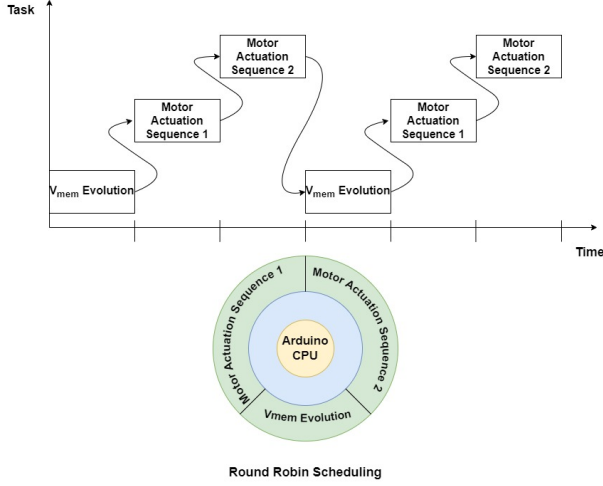 Task
Motor
Actuation
Sequence 2
Motor
Actuation
Sequence 2
Motor
Actuation
Sequence 1
Motor
Actuation
Sequence 1
Vmem Evolution
Vmem Evolution
Time
Motor Actuation Sequence 1
Motor Actuation Sequence 2
Arduino
CPU
Vmem Evolution
Round Robin Scheduling